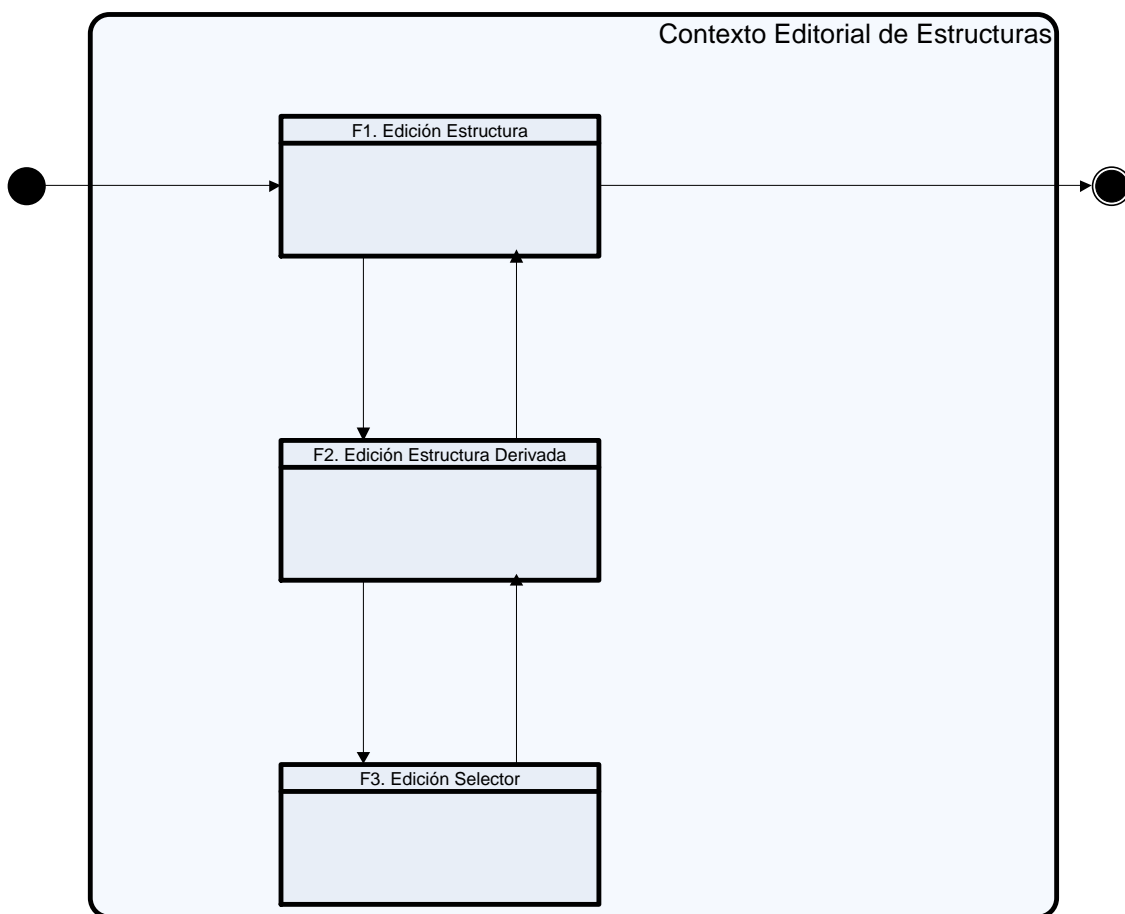 Contexto Editorial de Estructuras
F1. Edición Estructura
F2. Edición Estructura Derivada
F3. Edición Selector